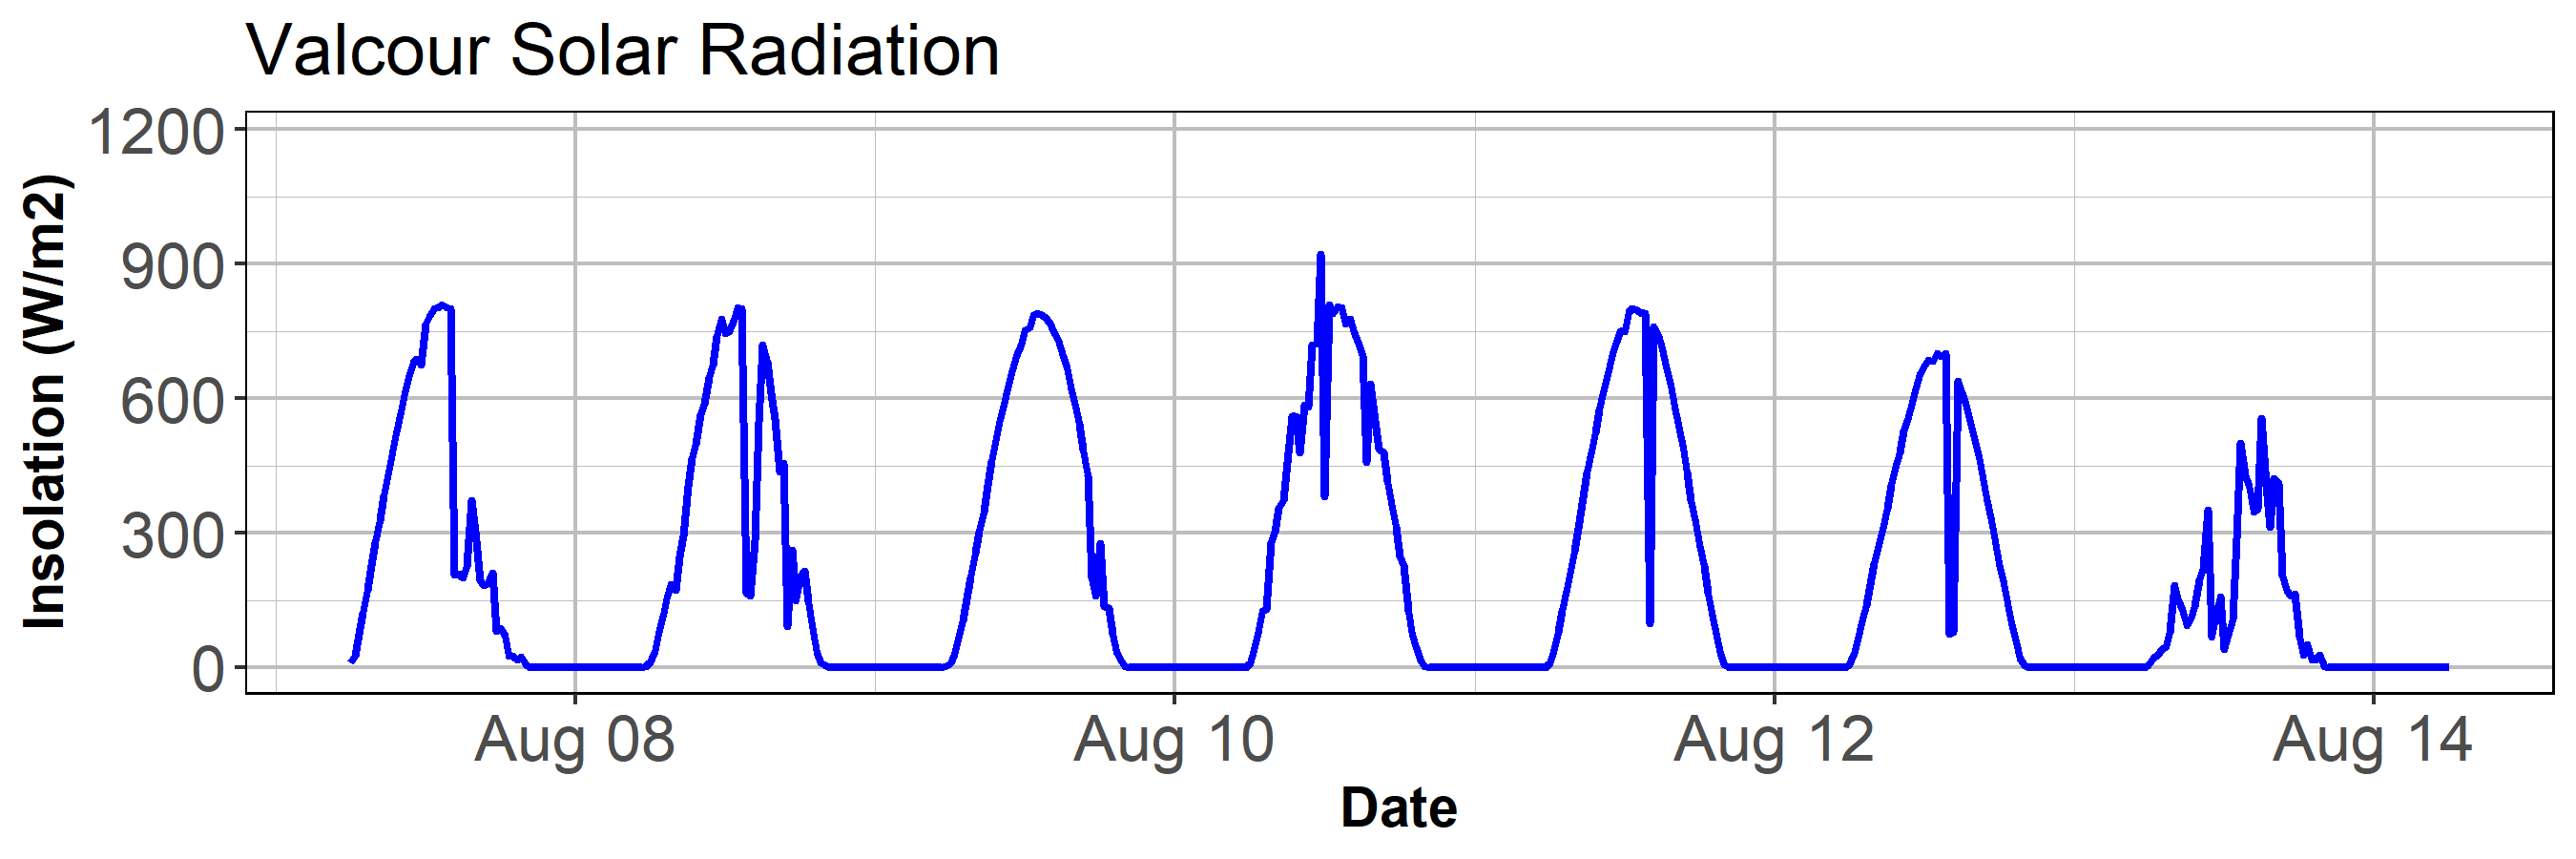 Valcour Solar Radiation
1200
900
600
300
0
Insolation (W/m2)
Aug 08 Aug 10 Aug 12 Aug 14
Date